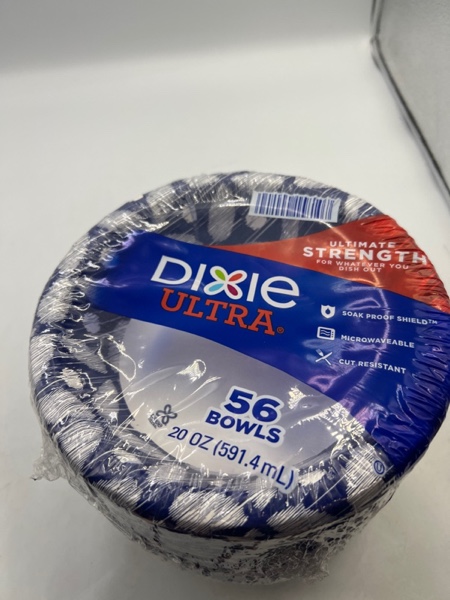 ULTIMATE
STRENGTH
FOR WHATEVER YOU
DISH OUT
DIXIE
ULTRA®
SOAK PROOF SHIELD™
MICROWAVEABLE
CUT RESISTANT
56
BOWLS
20 OZ (591.4 mL)